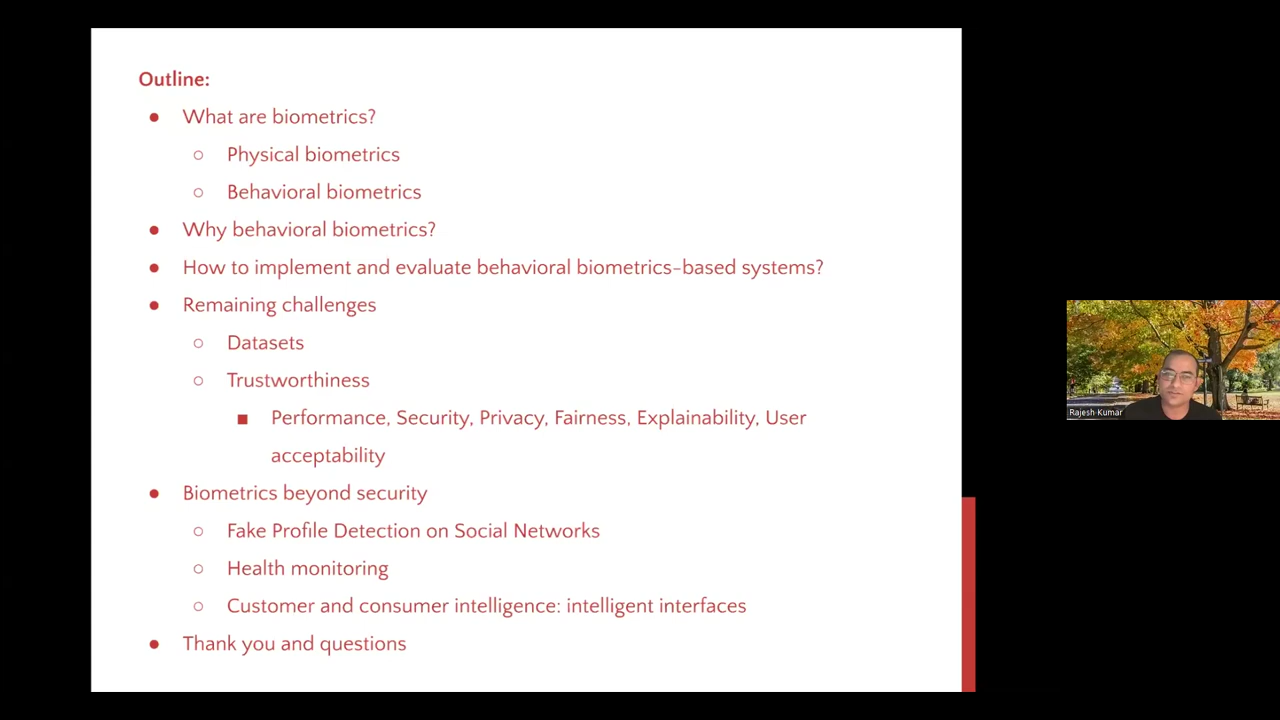 Outline:
● What are biometrics?
○ Physical biometrics
○ Behavioral biometrics
● Why behavioral biometrics?
● How to implement and evaluate behavioral biometrics-based systems?
● Remaining challenges
○ Datasets
○ Trustworthiness
■ Performance, Security, Privacy, Fairness, Explainability, User
acceptability
● Biometrics beyond security
○ Fake Profile Detection on Social Networks
○ Health monitoring
○ Customer and consumer intelligence: intelligent interfaces
● Thank you and questions
Rajesh Kumar